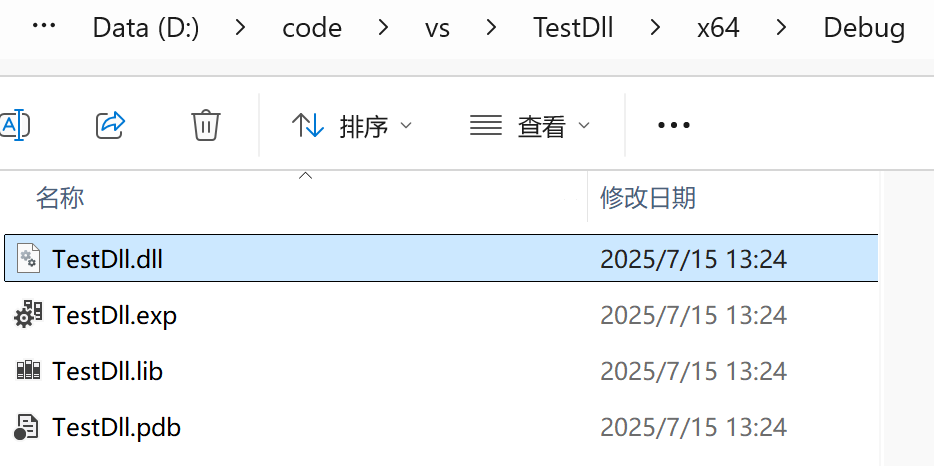 ··· Data (D:) > code > vs > TestDll > x64 > Debug
A 排序 查看 ···
名称 修改日期
TestDll.dll 2025/7/15 13:24
TestDll.exp 2025/7/15 13:24
TestDll.lib 2025/7/15 13:24
TestDll.pdb 2025/7/15 13:24